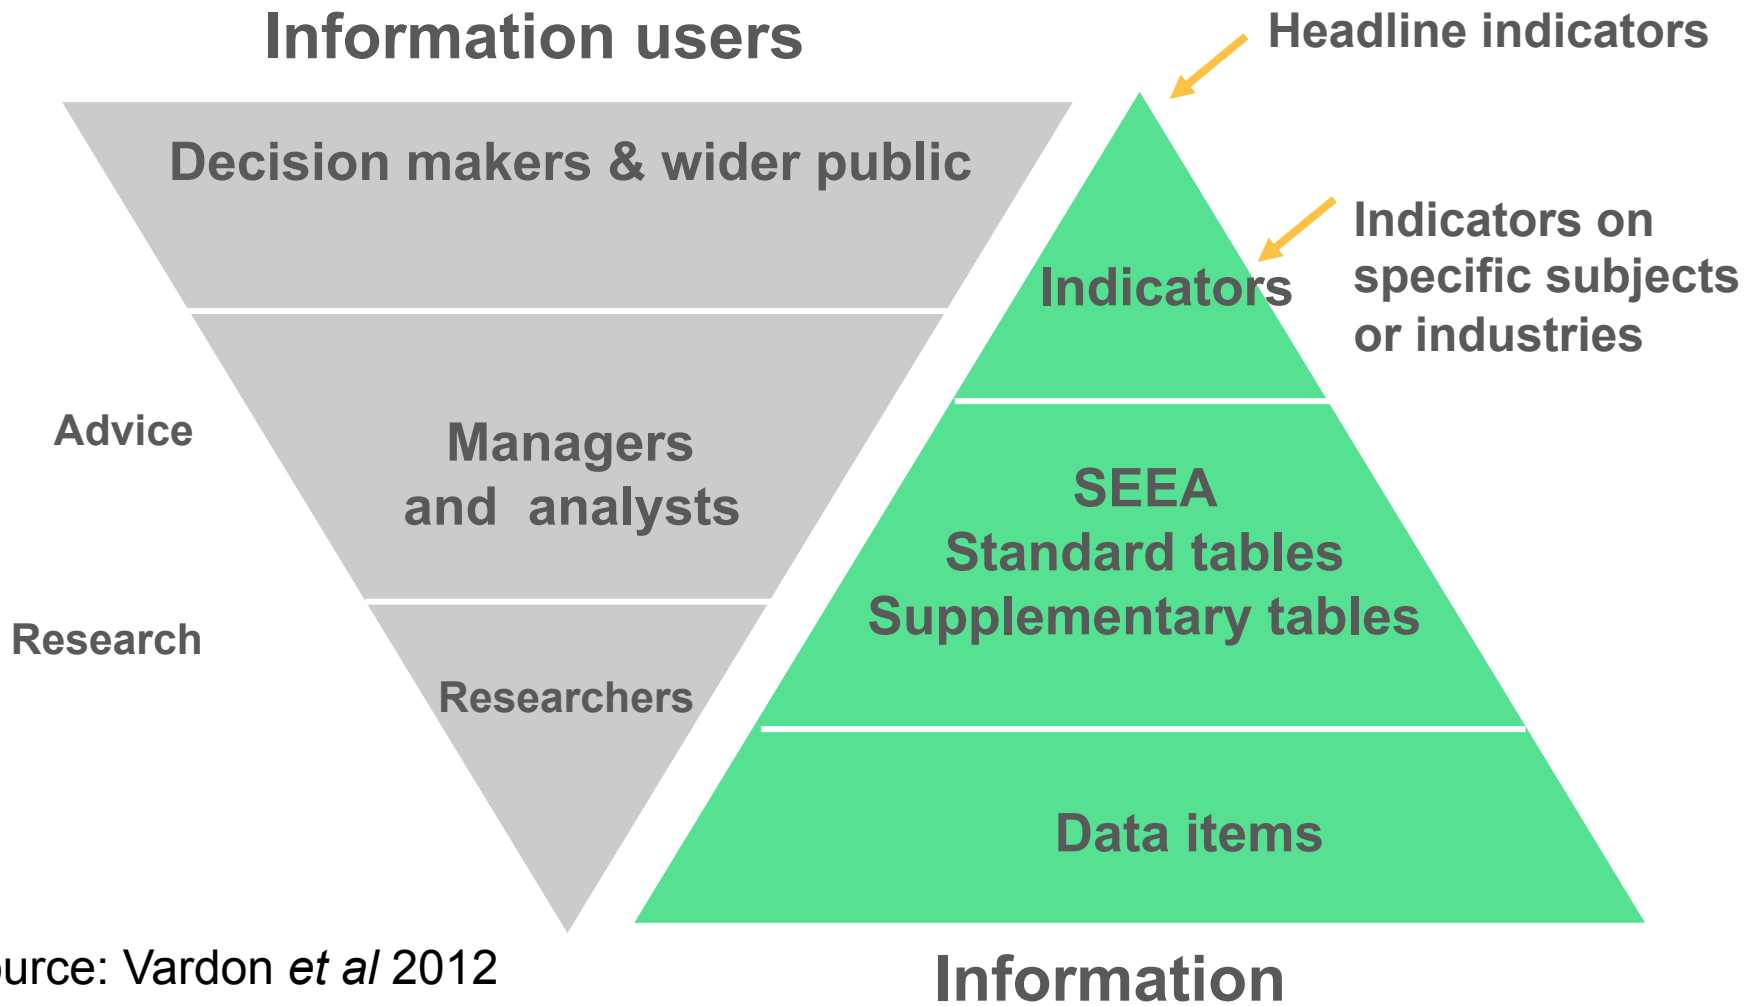 Information users
Headline indicators
Decision makers & wider public
Indicators on
specific subjects
or industries
Indicators
Advice
Managers
and analysts
SEEA
Standard tables
Supplementary tables
Research
Researchers
Data items
ource: Vardon et al 2012
Information